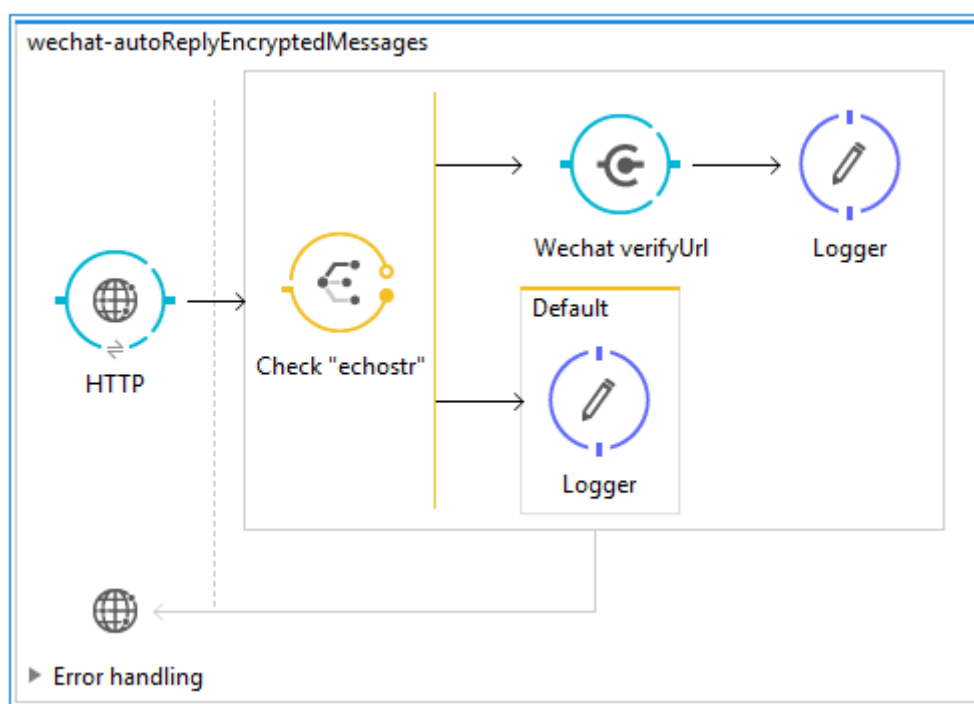 wechat-autoReplyEncryptedMessages
Wechat verifyUrl
Logger
Default
HTTP
Check "echostr"
Logger
Error handling